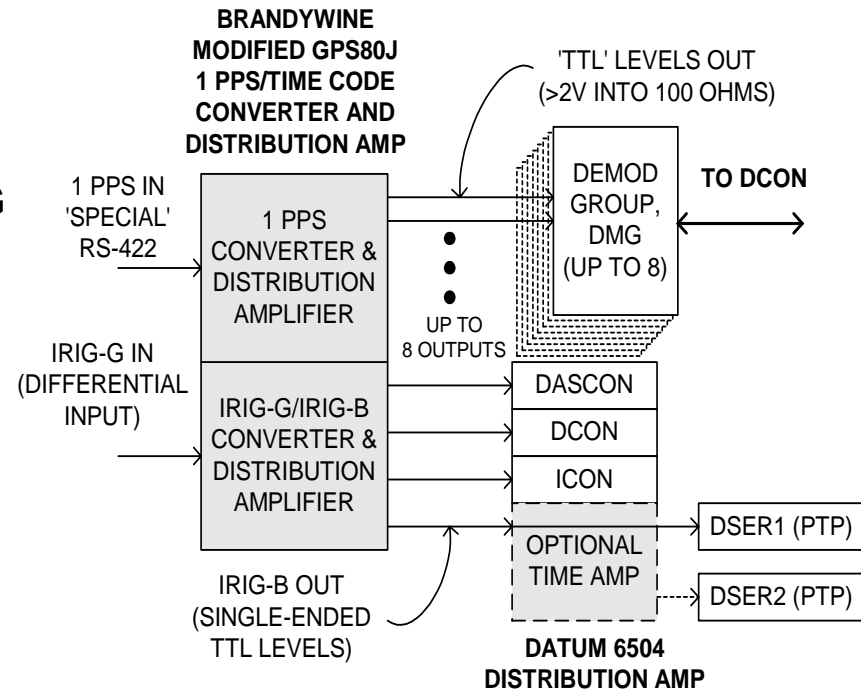 BRANDYWINE
MODIFIED GPS80J
1 PPS/TIME CODE
CONVERTER AND
DISTRIBUTION AMP
'TTL' LEVELS OUT
(>2V INTO 100 OHMS)
G
1 PPS IN
'SPECIAL'
RS-422
1 PPS
CONVERTER &
DISTRIBUTION
AMPLIFIER
DEMOD
GROUP,
DMG
(UP TO 8)
TO DCON
UP TO
8 OUTPUTS
IRIG-G IN
(DIFFERENTIAL
INPUT)
IRIG-G/IRIG-B
CONVERTER &
DISTRIBUTION
AMPLIFIER
DASCON
DCON
ICON
OPTIONAL
TIME AMP
DSER1 (PTP)
DSER2 (PTP)
IRIG-B OUT
(SINGLE-ENDED
TTL LEVELS)
DATUM 6504
DISTRIBUTION AMP